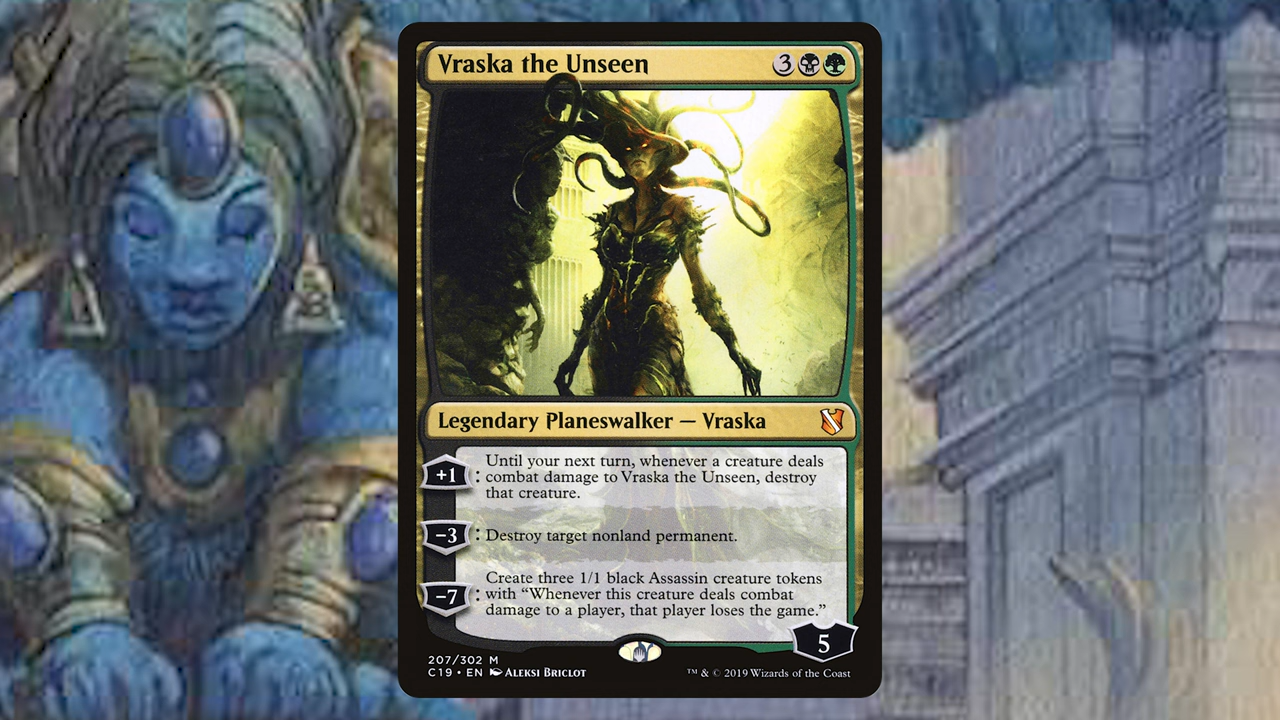 Vraska the Unseen 3
Legendary Planeswalker — Vraska
+1 : Until your next turn, whenever a creature deals
combat damage to Vraska the Unseen, destroy
that creature.
−3 : Destroy target nonland permanent.
−7 : Create three 1/1 black Assassin creature tokens
with “Whenever this creature deals combat
damage to a player, that player loses the game.”
5
207/302 M
C19 • EN ALEKSI BRICLOT
™ & © 2019 Wizards of the Coast